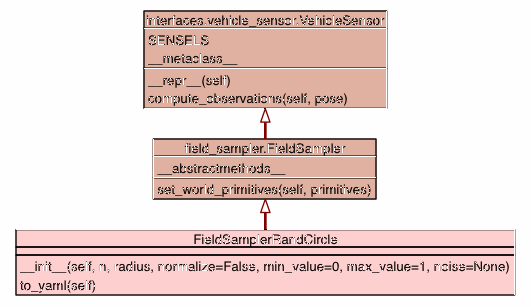 interfaces.vehicle_sensor.VehicleSensor
SENSELS
__metaclass__
__repr__(self)
compute_observations(self, pose)
field_sampler.FieldSampler
__abstractmethods__
set_world_primitives(self, primitives)
FieldSamplerRandCircle
__init__(self, n, radius, normalize=False, min_value=0, max_value=1, noise=None)
to_yaml(self)